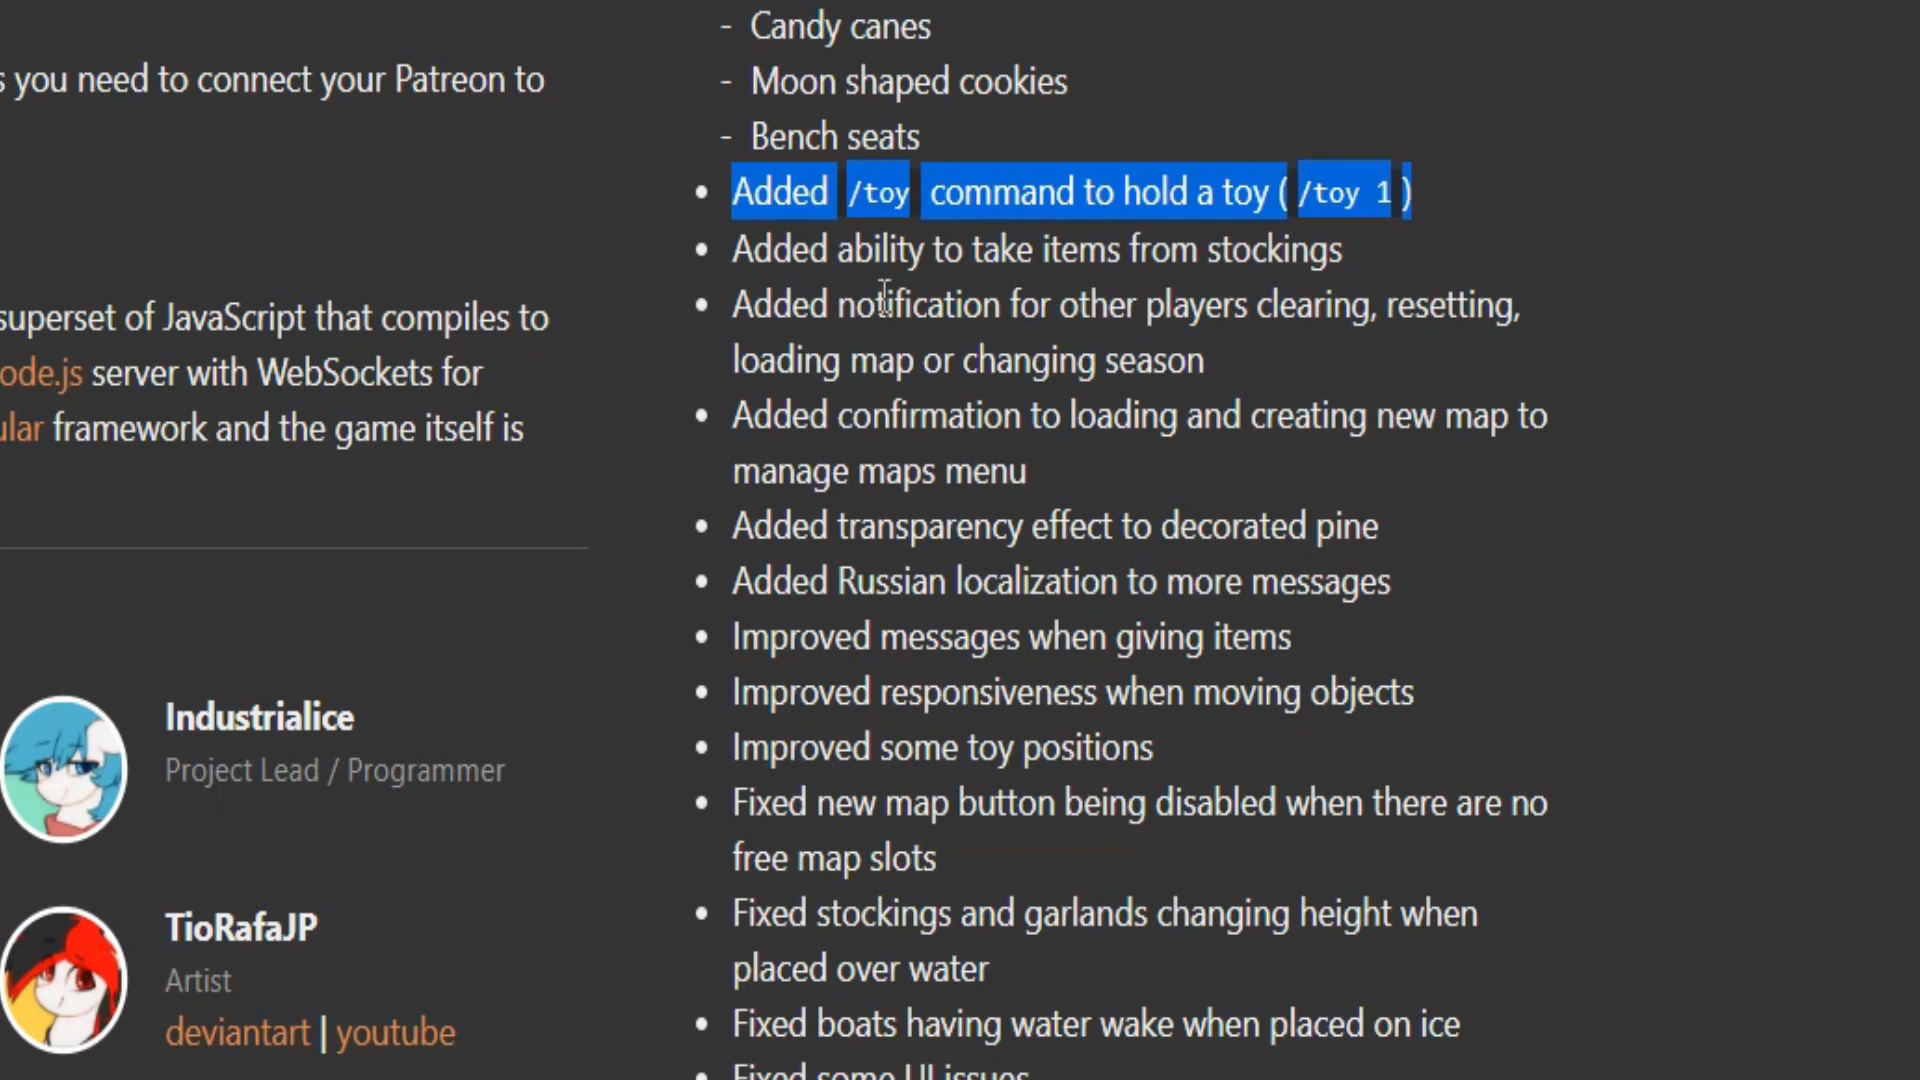 s you need to connect your Patreon to
superset of JavaScript that compiles to
ode.js server with WebSockets for
ular framework and the game itself is
Industrialice
Project Lead / Programmer
TioRafaJP
Artist
deviantart | youtube
- Candy canes
- Moon shaped cookies
- Bench seats
• Added /toy command to hold a toy ( /toy 1 )
• Added ability to take items from stockings
• Added notification for other players clearing, resetting,
loading map or changing season
• Added confirmation to loading and creating new map to
manage maps menu
• Added transparency effect to decorated pine
• Added Russian localization to more messages
• Improved messages when giving items
• Improved responsiveness when moving objects
• Improved some toy positions
• Fixed new map button being disabled when there are no
free map slots
• Fixed stockings and garlands changing height when
placed over water
• Fixed boats having water wake when placed on ice
• Fixed some UI issues